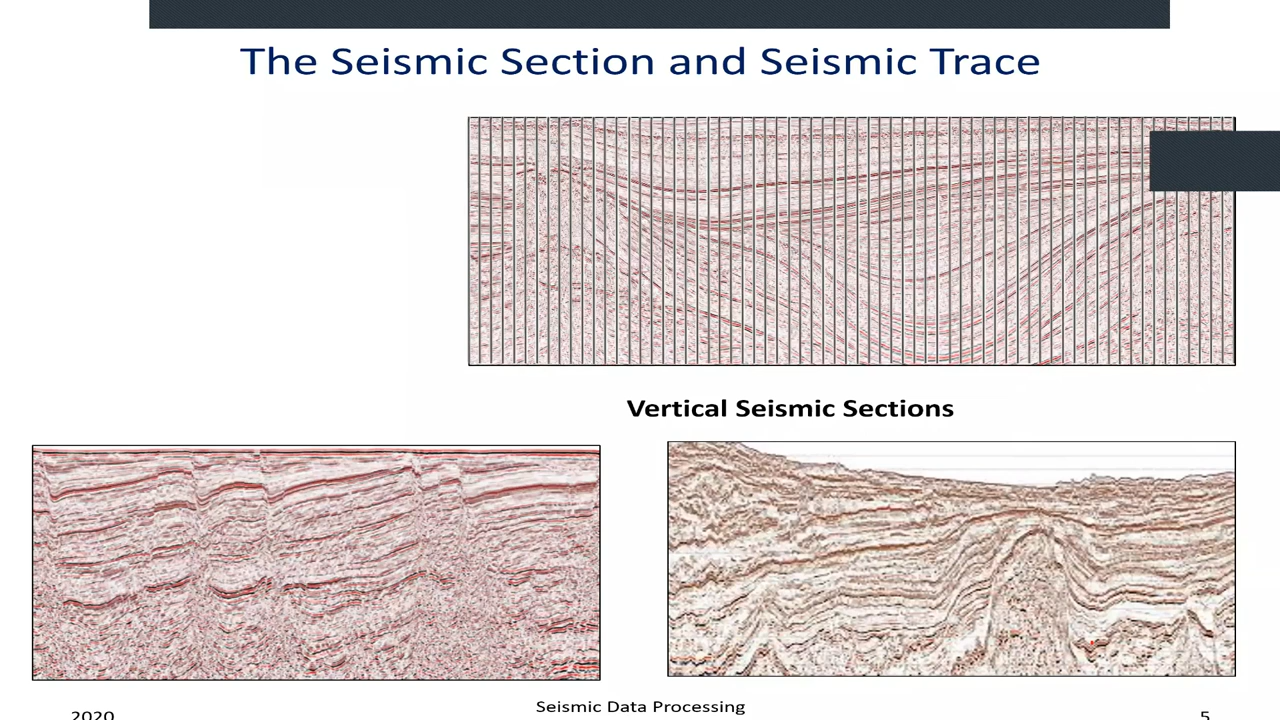 The Seismic Section and Seismic Trace
Vertical Seismic Sections
Seismic Data Processing
2020
5